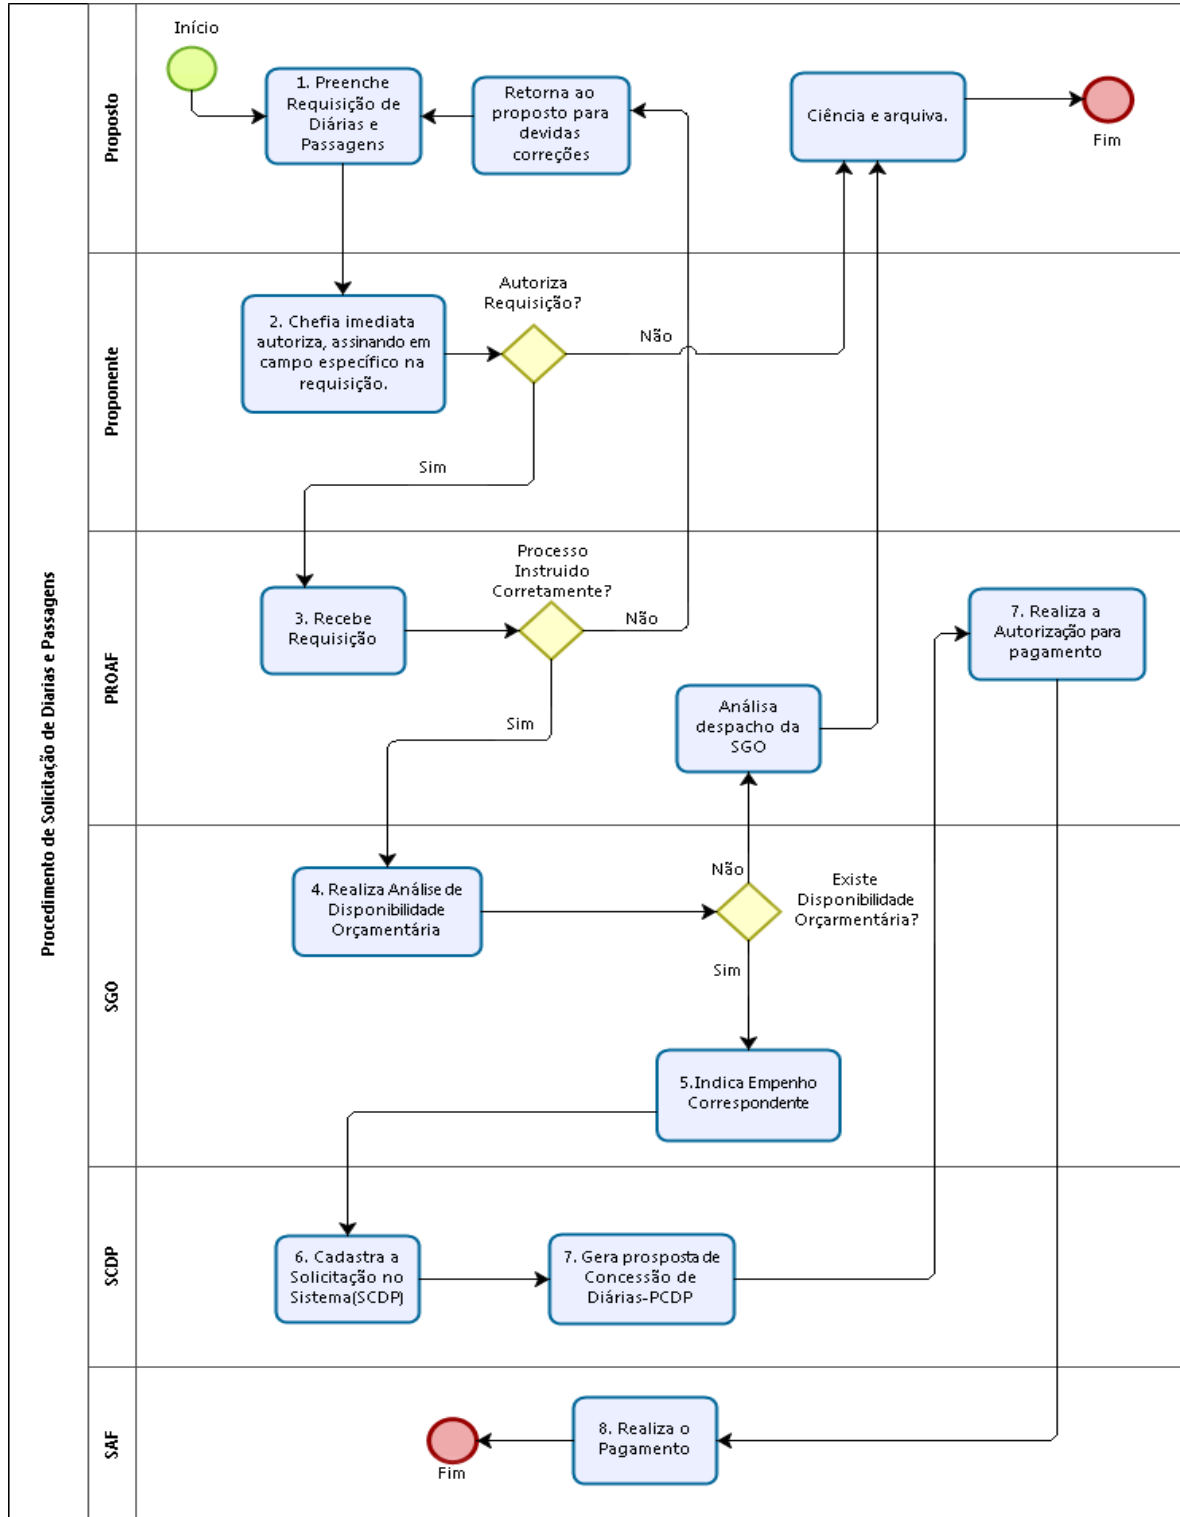 Procedimento de Solicitação de Diarias e Passagens
Proposto
Início
1. Preenche
Requisição de
Diárias e
Passagens
Retorna ao
proposto para
devidas
correções
Ciência e arquiva.
Fim
Proponente
2. Chefia imediata
autoriza, assinando em
campo específico na
requisição.
Autoriza
Requisição?
Não
Sim
PROAF
3. Recebe
Requisição
Processo
Instruido
Corretamente?
Não
Sim
Análisa
despacho da
SGO
7. Realiza a
Autorização para
pagamento
SGO
4. Realiza Análise de
Disponibilidade
Orçamentária
Não
Existe
Disponibilidade
Orçarmentária?
Sim
5.Indica Empenho
Correspondente
SCDP
6. Cadastra a
Solicitação no
Sistema(SCDP)
7. Gera prosposta de
Concessão de
Diárias-PCDP
SAF
Fim
8. Realiza o
Pagamento